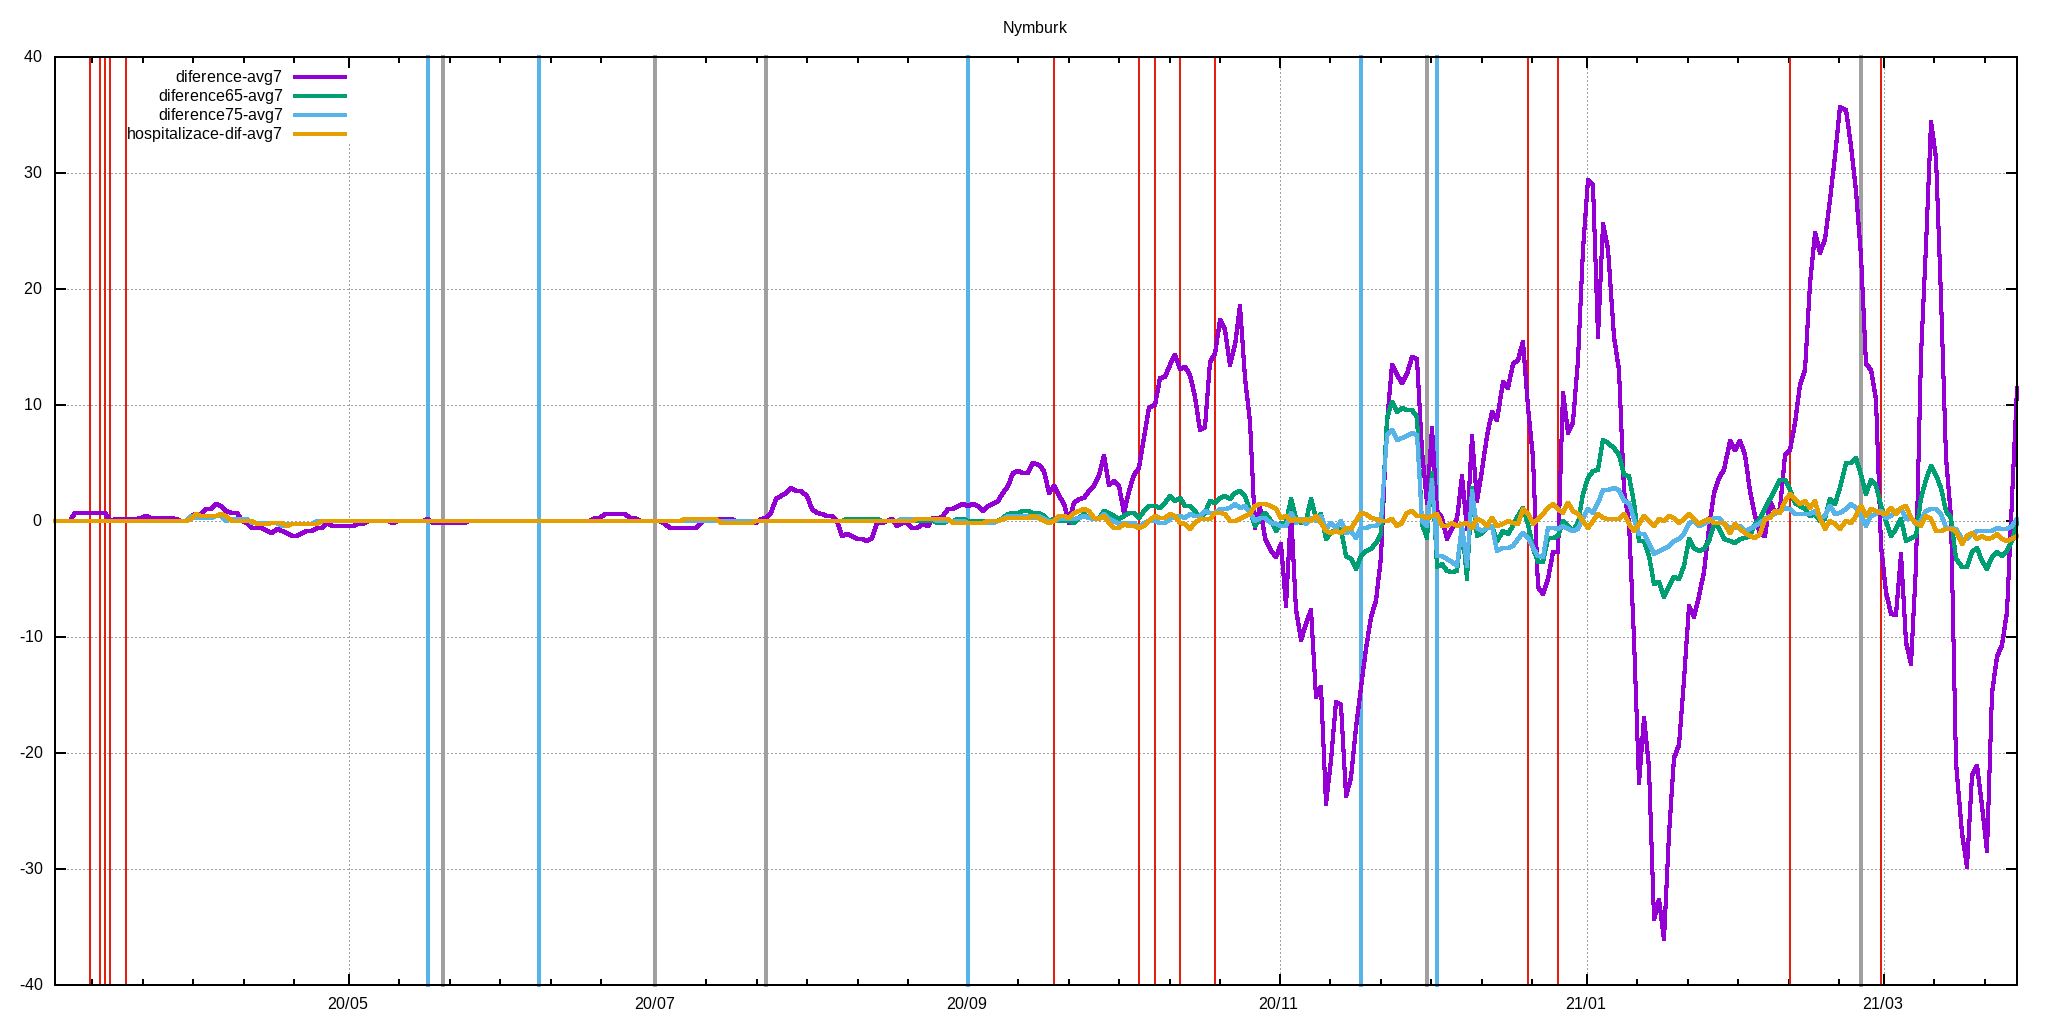 Nymburk
diference-avg7
diference65-avg7
diference75-avg7
hospitalizace-dif-avg7
40
30
20
10
0
-10
-20
-30
-40
20/05 20/07 20/09 20/11 21/01 21/03